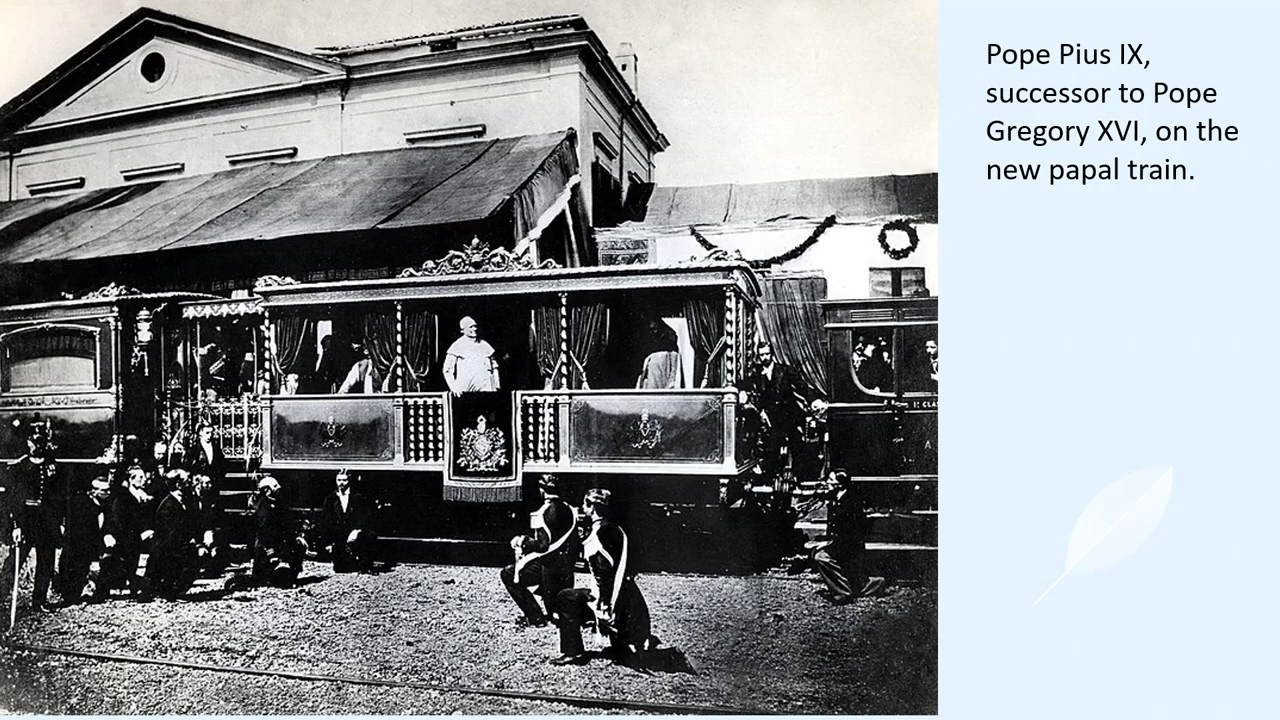 Pope Pius IX,
successor to Pope
Gregory XVI, on the
new papal train.